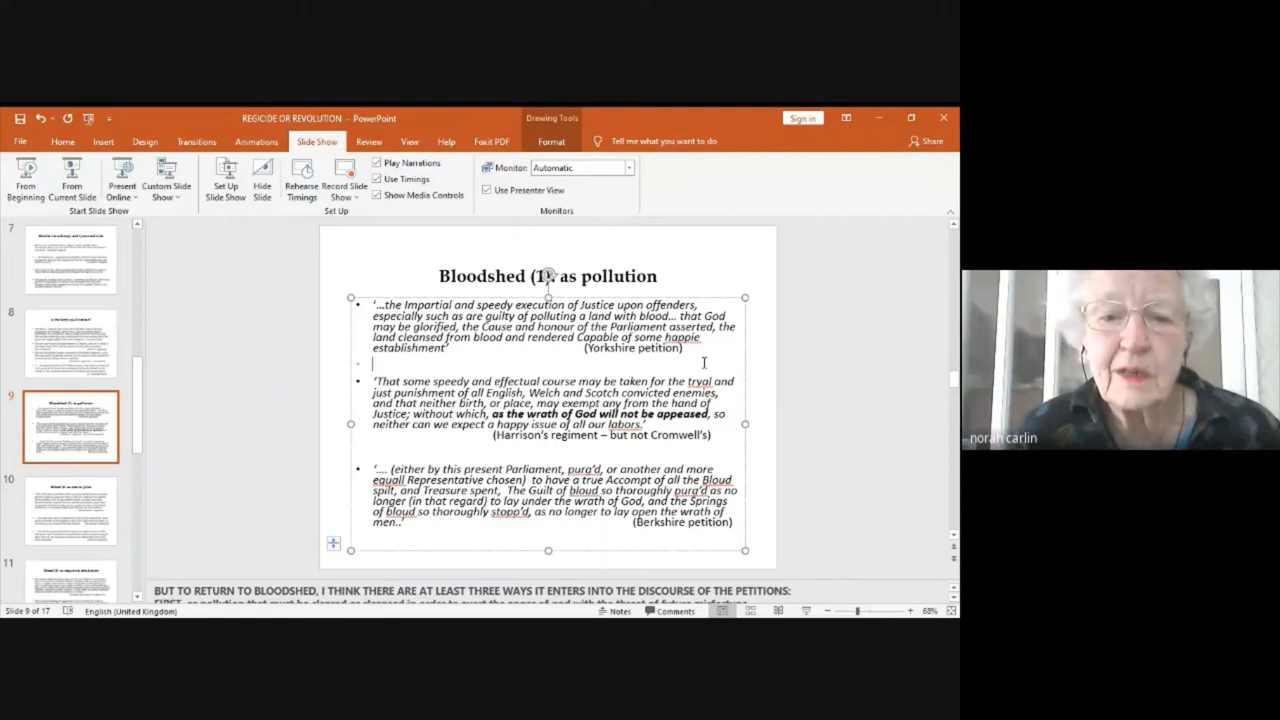 REGICIDE OR REVOLUTION – PowerPoint
Drawing Tools
Sign in
File
Home
Insert
Design
Transitions
Animations
Slide Show
Review
View
Help
Foxit PDF
Format
Tell me what you want to do
Share
From Beginning
From Current Slide
Present Online
Custom Slide Show
Set Up Slide Show
Hide Slide
Rehearse Timings
Record Slide Show
Play Narrations
Use Timings
Show Media Controls
Monitor:
Automatic
Use Presenter View
Start Slide Show
Set Up
Monitors
7
8
9
10
11
Bloodshed (1): as pollution
• '…the Impartial and speedy execution of Justice upon offenders,
especially such as are guilty of polluting a land with blood… that God
may be glorified, the Cause and honour of the Parliament asserted, the
land cleansed from blood and rendered Capable of some happie
establishment' (Yorkshire petition)
• 'That some speedy and effectual course may be taken for the tryal and
just punishment of all English, Welch and Scotch convicted enemies,
and that neither birth, or place, may exempt any from the hand of
Justice; without which, as the wrath of God will not be appeased, so
neither can we expect a happy issue of all our labors.'
(Harrison's regiment – but not Cromwell's)
• '…. (either by this present Parliament, purg'd, or another and more
equall Representative chosen) to have a true Accompt of all the Bloud
spilt, and Treasure spent, the Guilt of bloud so thoroughly purg'd as no
longer (in that regard) to lay under the wrath of God, and the Springs
of bloud so thoroughly stopp'd, as no longer to lay open the wrath of
men..' (Berkshire petition)
norah carlin
BUT TO RETURN TO BLOODSHED, I THINK THERE ARE AT LEAST THREE WAYS IT ENTERS INTO THE DISCOURSE OF THE PETITIONS:
Slide 9 of 17
English (United Kingdom)
Notes
Comments
68%